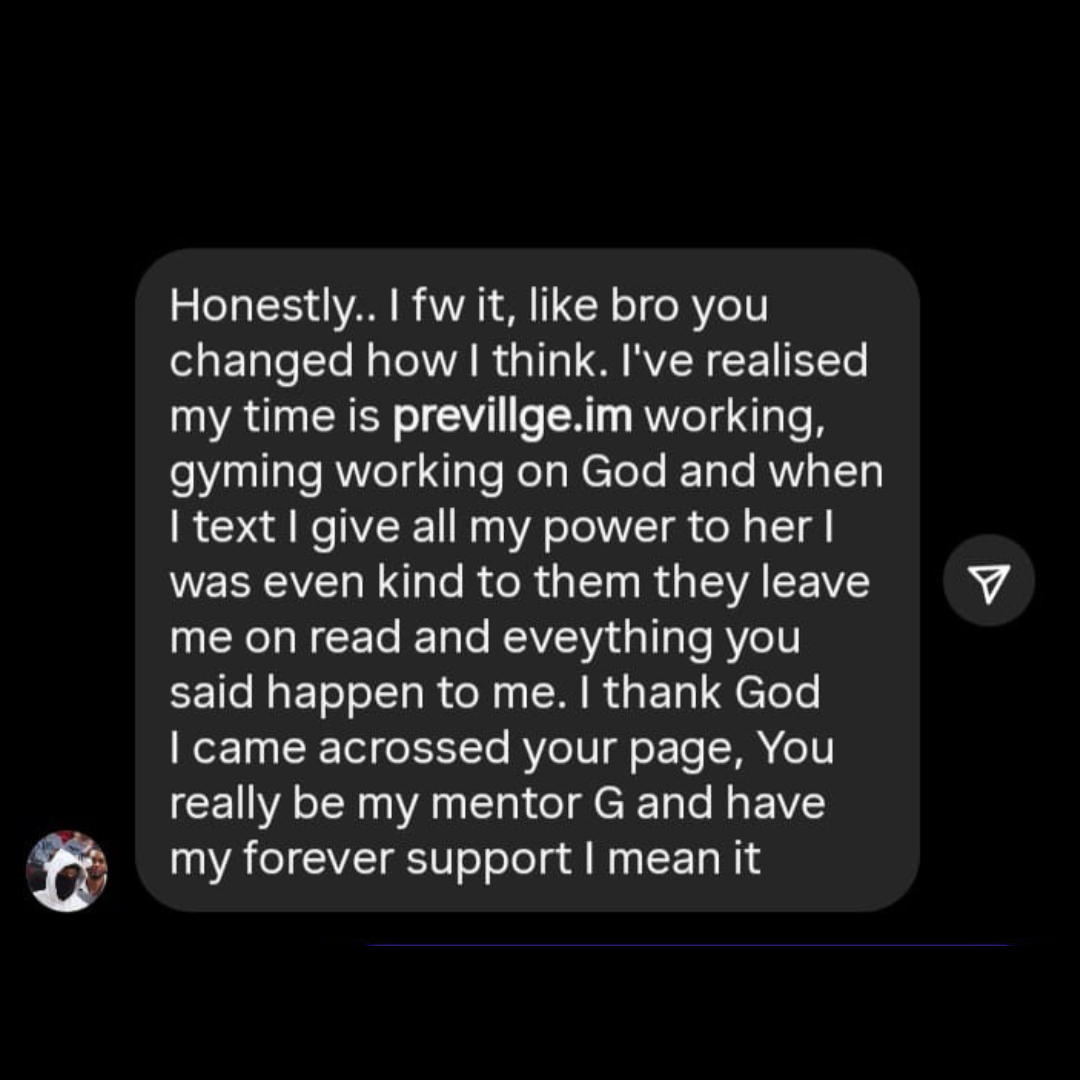 Honestly.. I fw it, like bro you
changed how I think. I've realised
my time is previllge.im working,
gyming working on God and when
I text I give all my power to her I
was even kind to them they leave
me on read and eveything you
said happen to me. I thank God
I came acrossed your page, You
really be my mentor G and have
my forever support I mean it